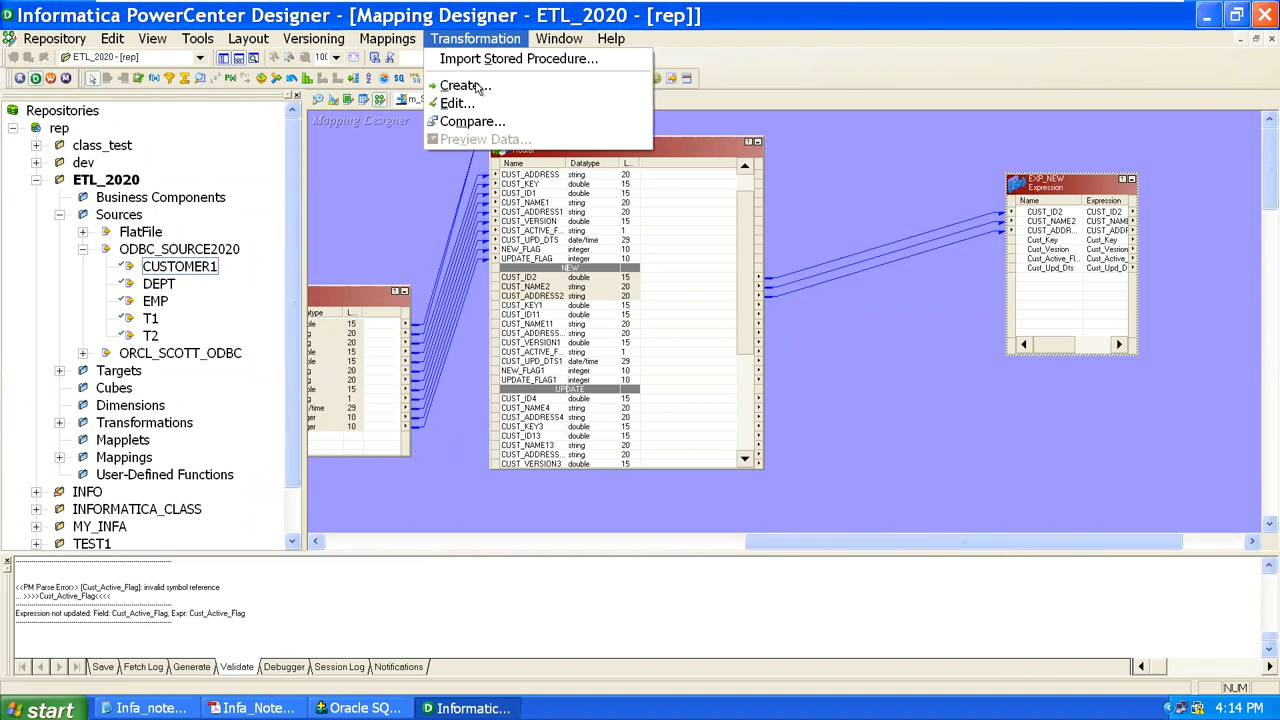 Informatica PowerCenter Designer - [Mapping Designer - ETL_2020 - [rep]]
Repository Edit View Tools Layout Versioning Mappings Transformation Window Help
ETL_2020 - [rep]
Import Stored Procedure...
Create...
Edit...
Compare...
Preview Data...
Mapping Designer
Repositories
rep
class_test
dev
ETL_2020
Business Components
Sources
FlatFile
ODBC_SOURCE2020
CUSTOMER1
DEPT
EMP
T1
T2
ORCL_SCOTT_ODBC
Targets
Cubes
Dimensions
Transformations
Mapplets
Mappings
User-Defined Functions
INFO
INFORMATICA_CLASS
MY_INFA
TEST1
Name Datatype L...
CUST_ADDRESS string 20
CUST_KEY double 15
CUST_ID1 double 15
CUST_NAME1 string 20
CUST_ADDRESS1 string 20
CUST_VERSION double 15
CUST_ACTIVE_F... string 1
CUST_UPD_DTS date/time 29
NEW_FLAG integer 10
UPDATE_FLAG integer 10
NEW
CUST_ID2 double 15
CUST_NAME2 string 20
CUST_ADDRESS2 string 20
CUST_KEY1 double 15
CUST_ID11 double 15
CUST_NAME11 string 20
CUST_ADDRESS... string 20
CUST_VERSION1 double 15
CUST_ACTIVE_F... string 1
CUST_UPD_DTS1 date/time 29
NEW_FLAG1 integer 10
UPDATE_FLAG1 integer 10
UPDATE
CUST_ID4 double 15
CUST_NAME4 string 20
CUST_ADDRESS4 string 20
CUST_KEY3 double 15
CUST_ID13 double 15
CUST_NAME13 string 20
CUST_ADDRESS... string 20
CUST_VERSION3 double 15
EXP_NEW
Expression
Name Expression
CUST_ID2 CUST_ID2
CUST_NAME2 CUST_NAM
CUST_ADDR... CUST_ADD
Cust_Key Cust_Key
Cust_Vesrion Cust_Vesrion
Cust_Active_Fl... Cust_Active_F
Cust_Upd_Dts Cust_Upd_D
<<PM Parse Error>> [Cust_Active_Flag]: invalid symbol reference
... >>>>Cust_Active_Flag<<<<
Expression not updated: Field: Cust_Active_Flag, Expr: Cust_Active_Flag
Save Fetch Log Generate Validate Debugger Session Log Notifications
NUM
start Infa_note... Infa_Note... Oracle SQ... Informatic... 4:14 PM